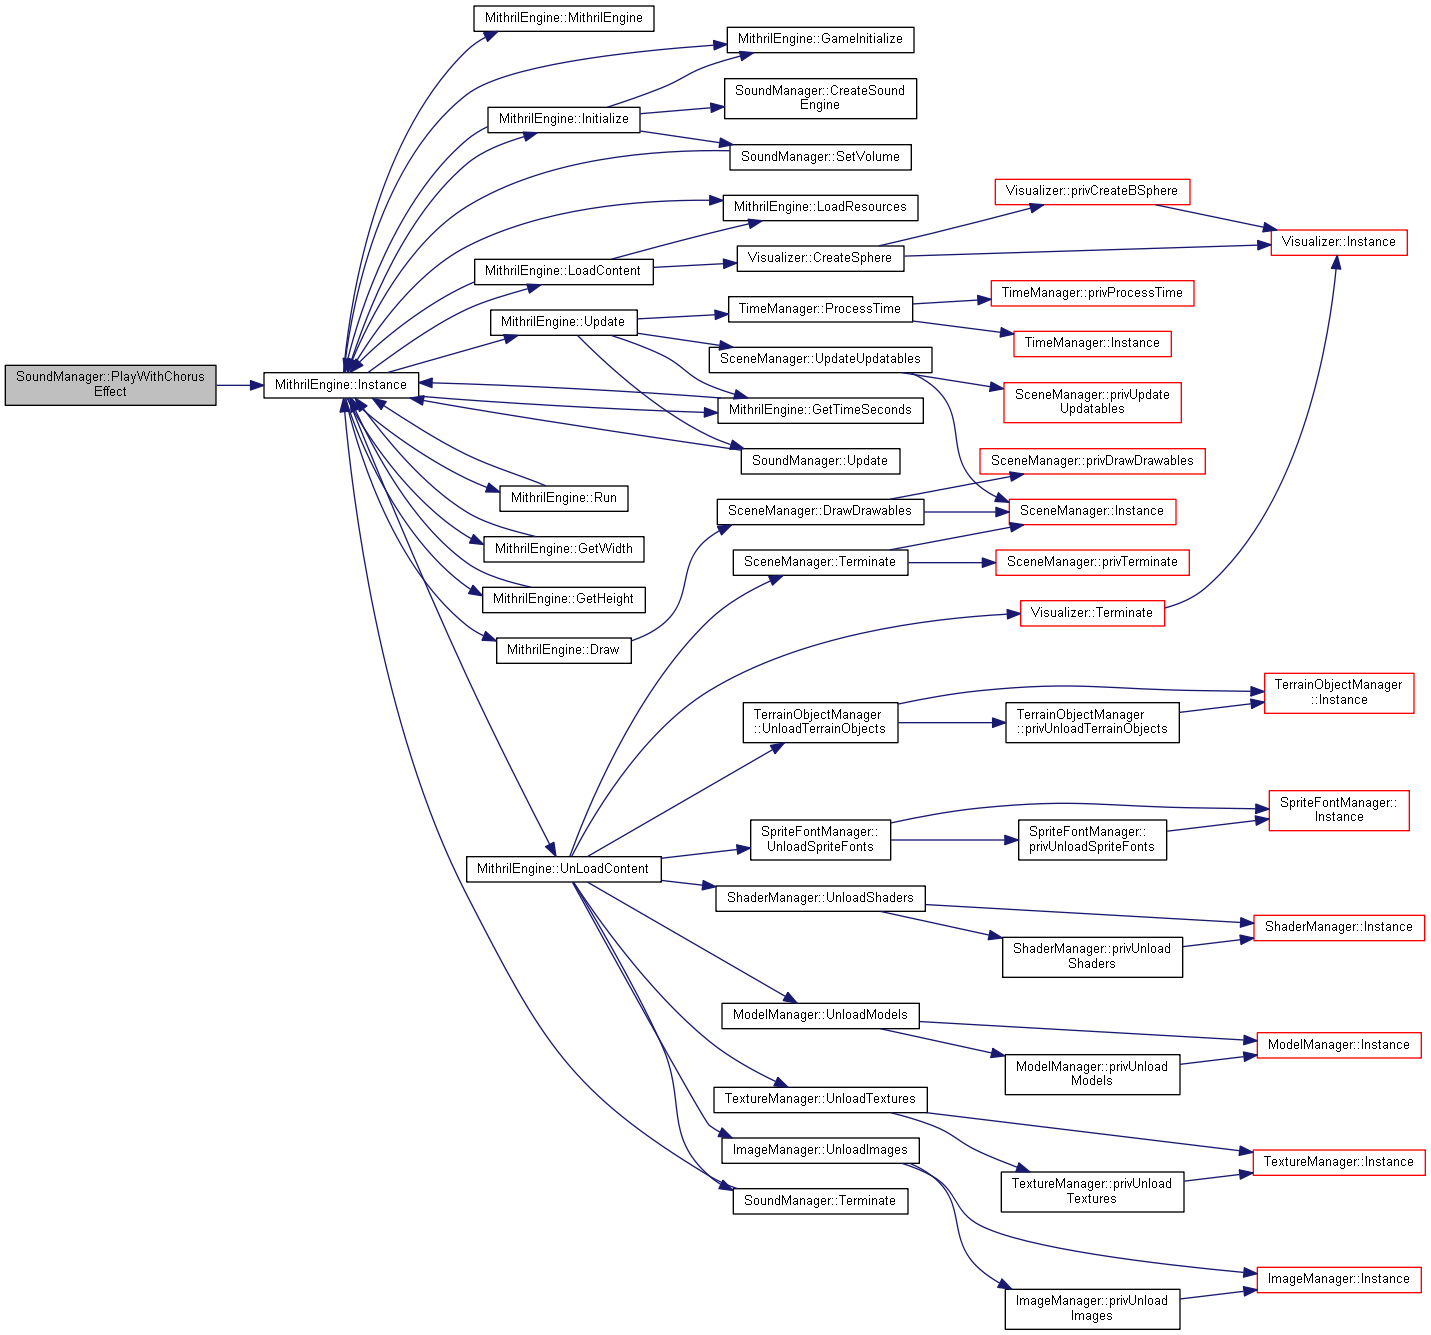 MithrilEngine::MithrilEngine
MithrilEngine::GameInitialize
SoundManager::CreateSound
Engine
MithrilEngine::Initialize
SoundManager::SetVolume
Visualizer::privCreateBSphere
MithrilEngine::LoadResources
Visualizer::Instance
Visualizer::CreateSphere
MithrilEngine::LoadContent
TimeManager::privProcessTime
TimeManager::ProcessTime
MithrilEngine::Update
TimeManager::Instance
SceneManager::UpdateUpdatables
SoundManager::PlayWithChorus
Effect
MithrilEngine::Instance
SceneManager::privUpdate
Updatables
MithrilEngine::GetTimeSeconds
SoundManager::Update
SceneManager::privDrawDrawables
MithrilEngine::Run
SceneManager::DrawDrawables
SceneManager::Instance
MithrilEngine::GetWidth
SceneManager::Terminate
SceneManager::privTerminate
MithrilEngine::GetHeight
Visualizer::Terminate
MithrilEngine::Draw
TerrainObjectManager
::Instance
TerrainObjectManager
::UnloadTerrainObjects
TerrainObjectManager
::privUnloadTerrainObjects
SpriteFontManager::
Instance
SpriteFontManager::
UnloadSpriteFonts
SpriteFontManager::
privUnloadSpriteFonts
MithrilEngine::UnLoadContent
ShaderManager::UnloadShaders
ShaderManager::Instance
ShaderManager::privUnload
Shaders
ModelManager::UnloadModels
ModelManager::Instance
ModelManager::privUnload
Models
TextureManager::UnloadTextures
ImageManager::UnloadImages
TextureManager::Instance
TextureManager::privUnload
Textures
SoundManager::Terminate
ImageManager::Instance
ImageManager::privUnload
Images